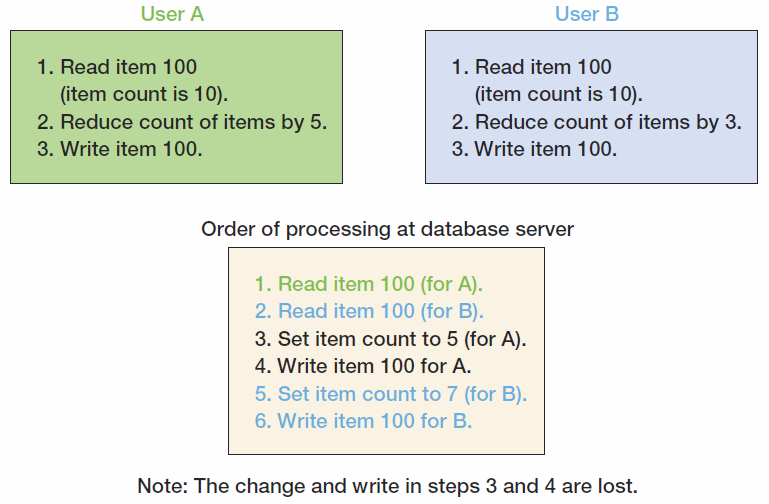 User A
1. Read item 100
(item count is 10).
2. Reduce count of items by 5.
3. Write item 100.
User B
1. Read item 100
(item count is 10).
2. Reduce count of items by 3.
3. Write item 100.
Order of processing at database server
1. Read item 100 (for A).
2. Read item 100 (for B).
3. Set item count to 5 (for A).
4. Write item 100 for A.
5. Set item count to 7 (for B).
6. Write item 100 for B.
Note: The change and write in steps 3 and 4 are lost.